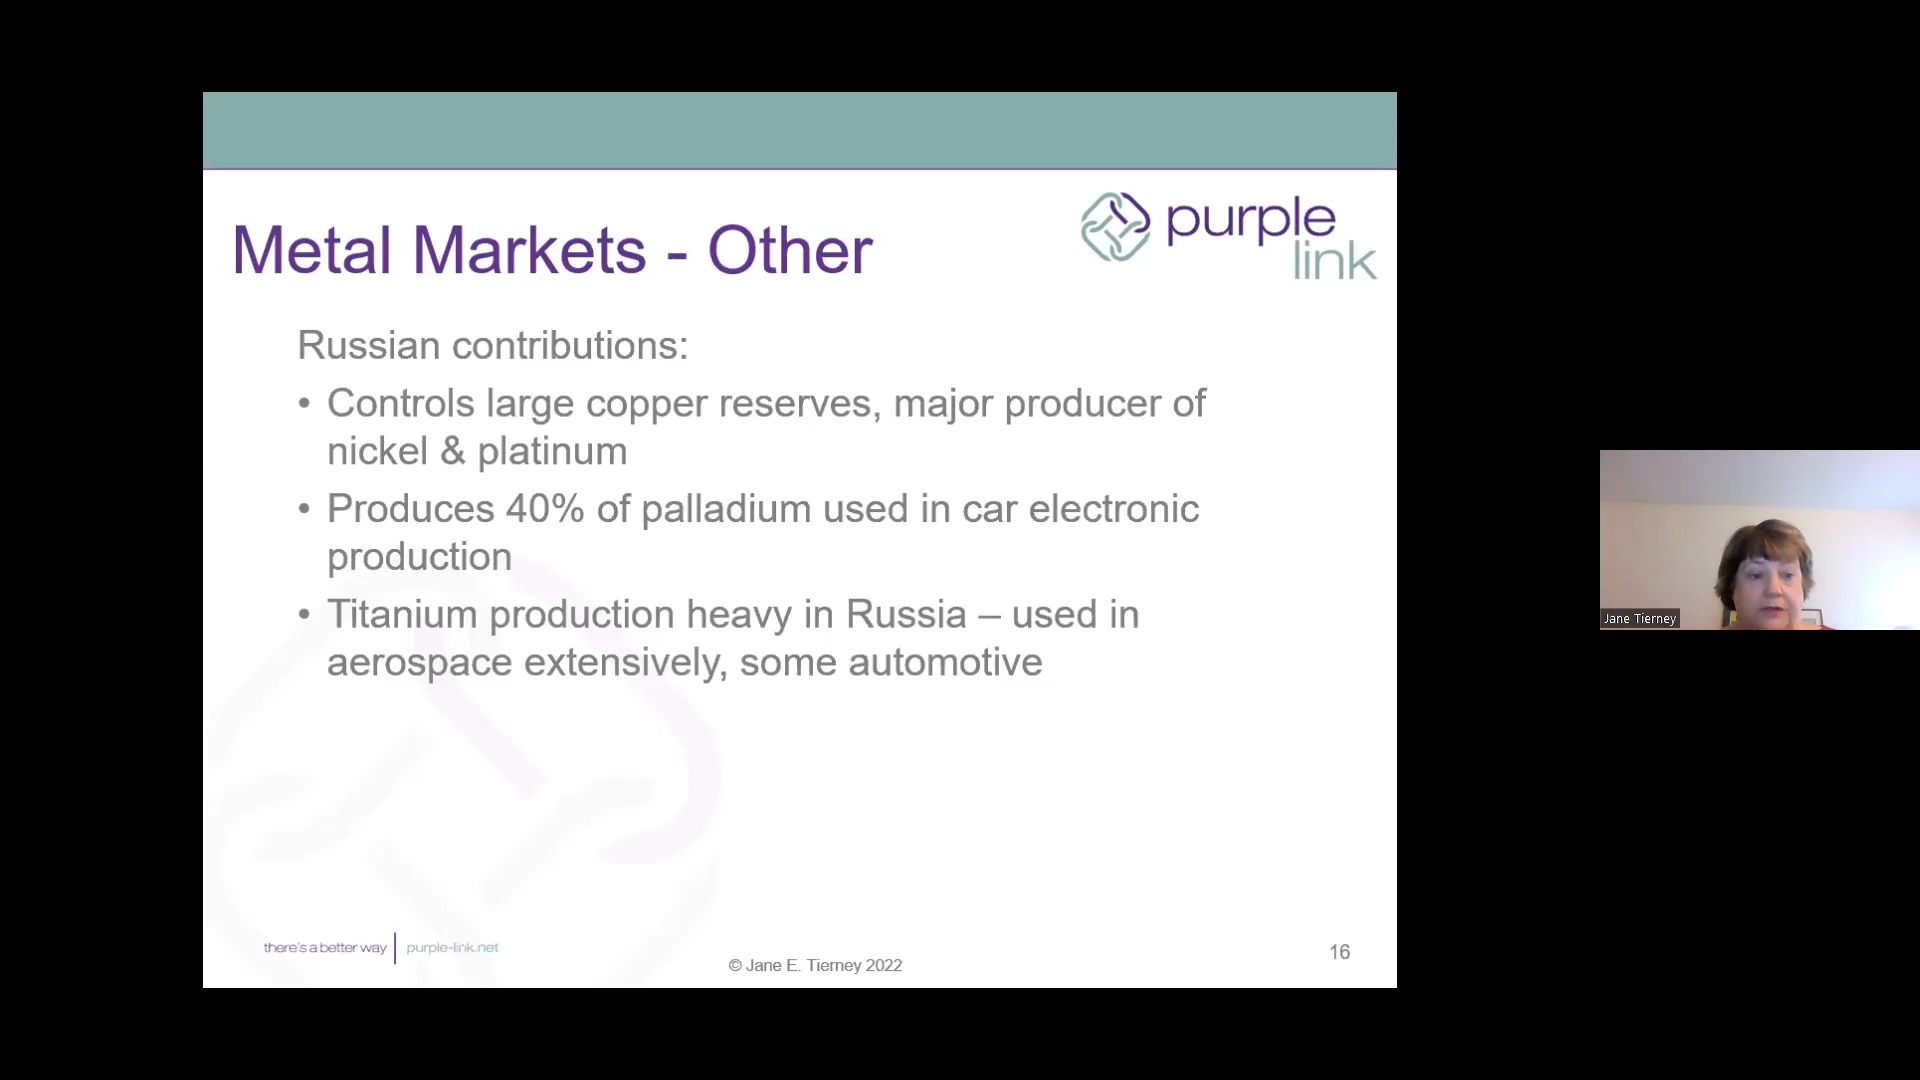 purple
link
Metal Markets - Other
Russian contributions:
• Controls large copper reserves, major producer of
nickel & platinum
• Produces 40% of palladium used in car electronic
production
• Titanium production heavy in Russia – used in
aerospace extensively, some automotive
Jane Tierney
there's a better way | purple-link.net
© Jane E. Tierney 2022
16